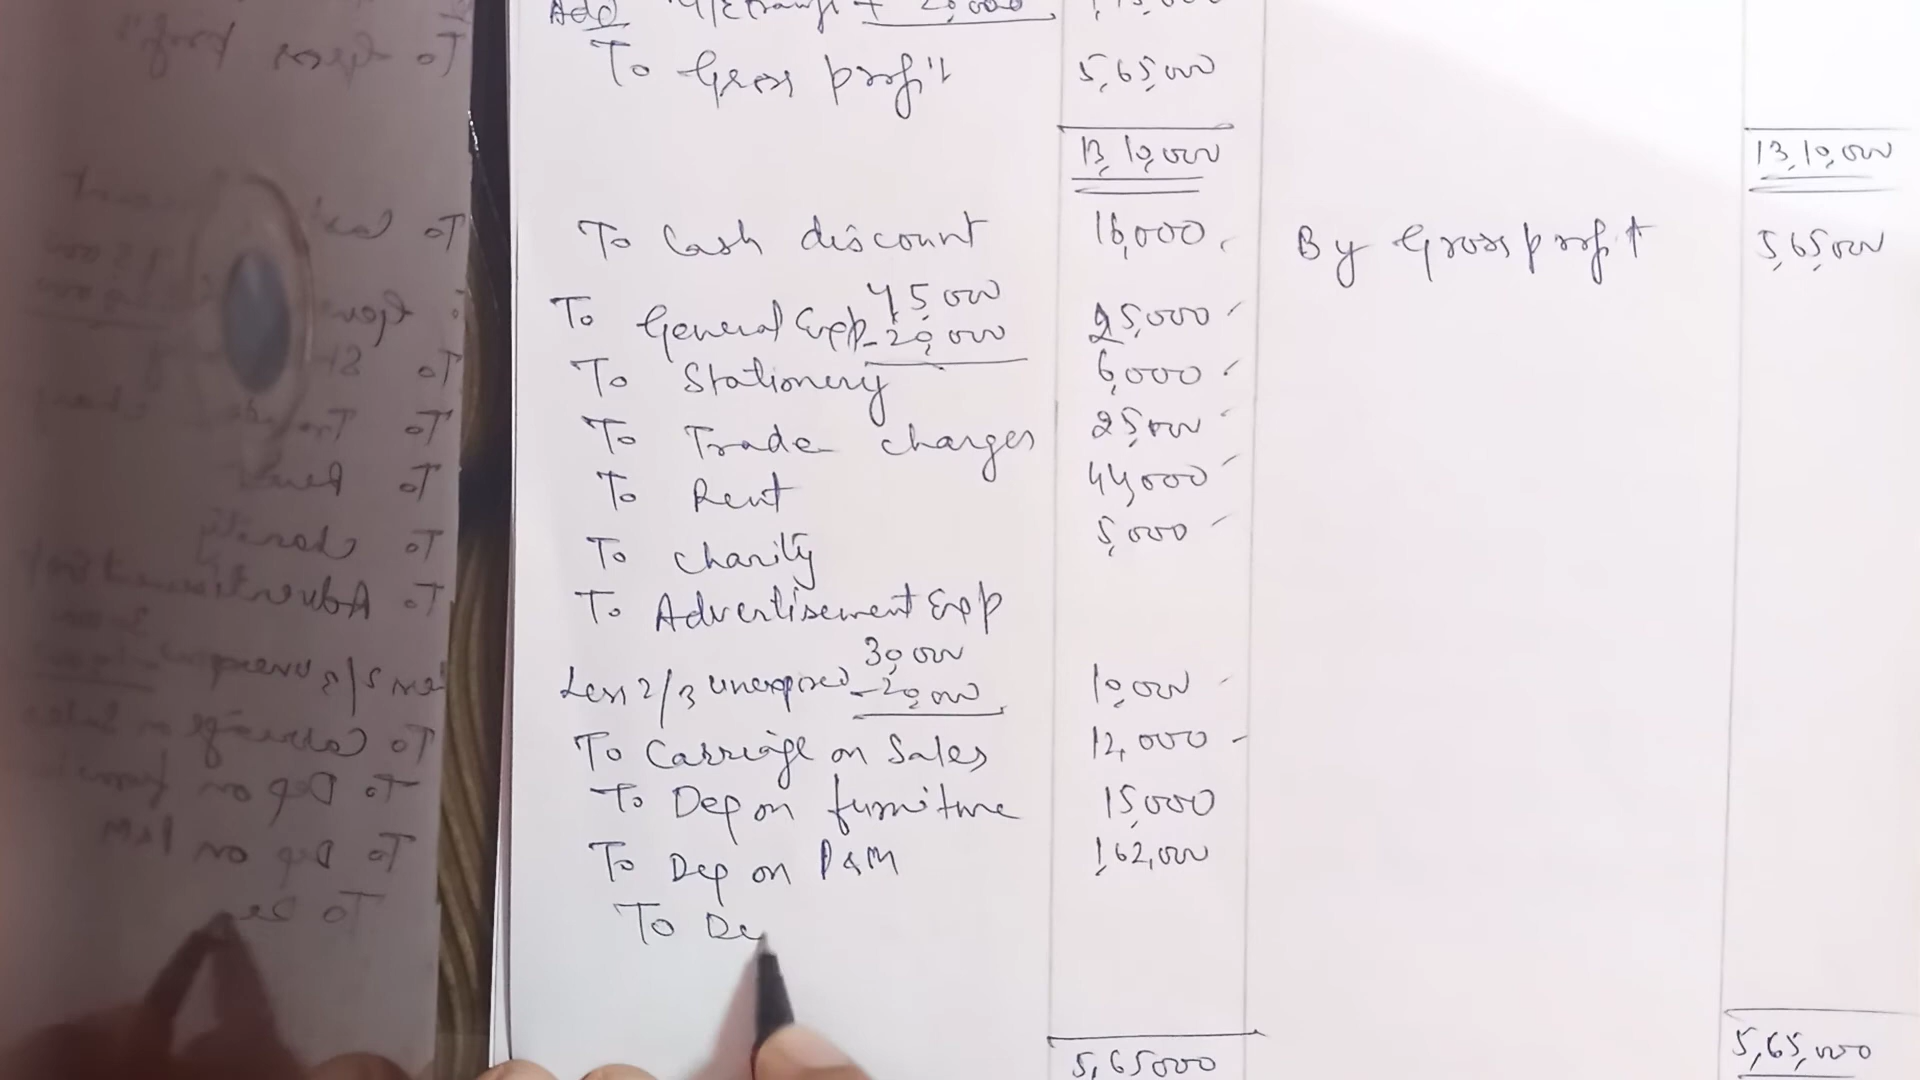 Add
To Gross profit 5,65,000
13,10,000 13,10,000
To Cash discount 16,000 By Gross profit 5,65,000
45,000
To General Exp - 20,000 25,000
To Stationery 6,000
To Trade charges 25,000
To Rent 44,000
To charity 5,000
To Advertisement Exp
30,000
Less 2/3 unexpired - 20,000 10,000
To Carriage on Sales 12,000
To Dep on furniture 15,000
To Dep on P&M 1,62,000
To De
5,65000 5,65,000